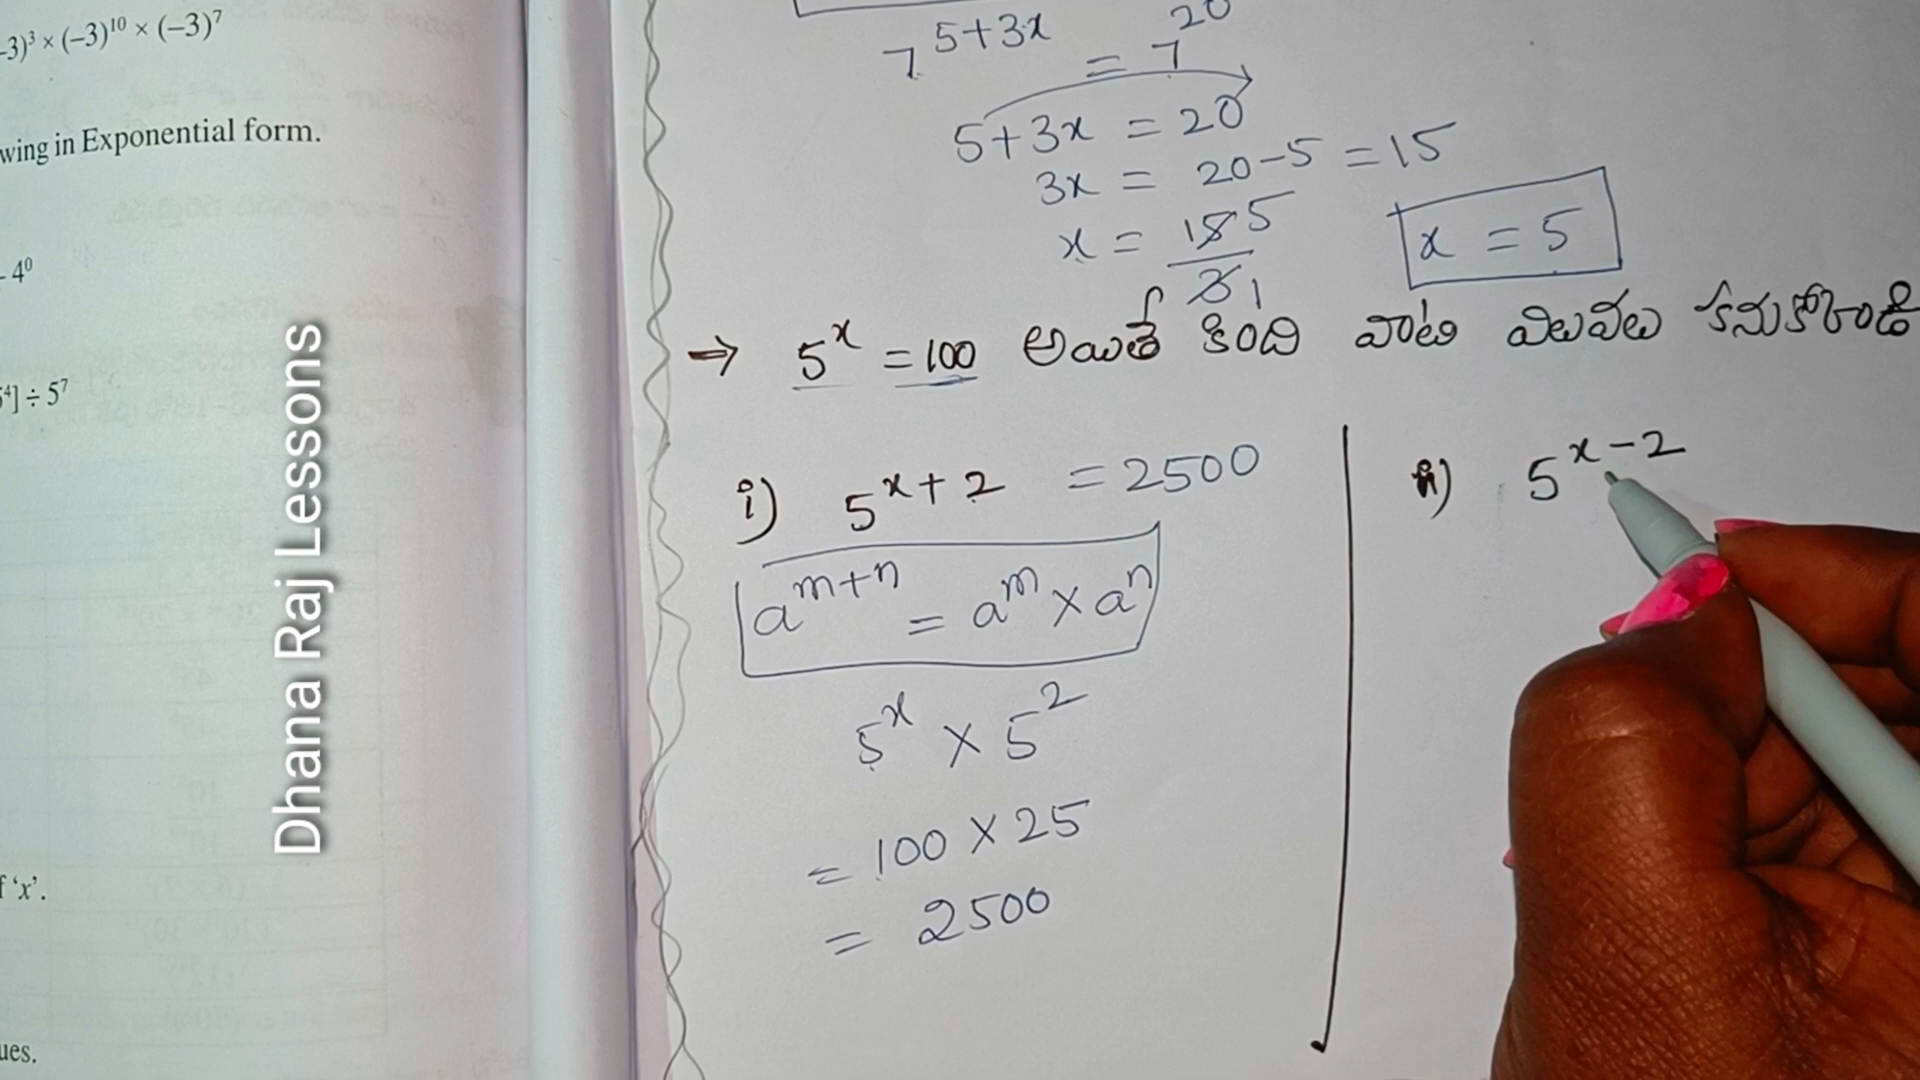 -3)³ × (–3)¹⁰ × (–3)⁷
wing in Exponential form.
- 4⁰
⁴] ÷ 5⁷
f ‘x’.
ues.
Dhana Raj Lessons
7^(5+3x) = 7^20
5+3x = 20
3x = 20-5 = 15
x = 15/3 5 1
x = 5
⇒ 5^x = 100 అయితే కింది వాటి విలువలు కనుకోండి
i) 5^(x+2) = 2500
a^(m+n) = a^m × a^n
5^x × 5^2
= 100 × 25
= 2500
ii) 5^(x-2)